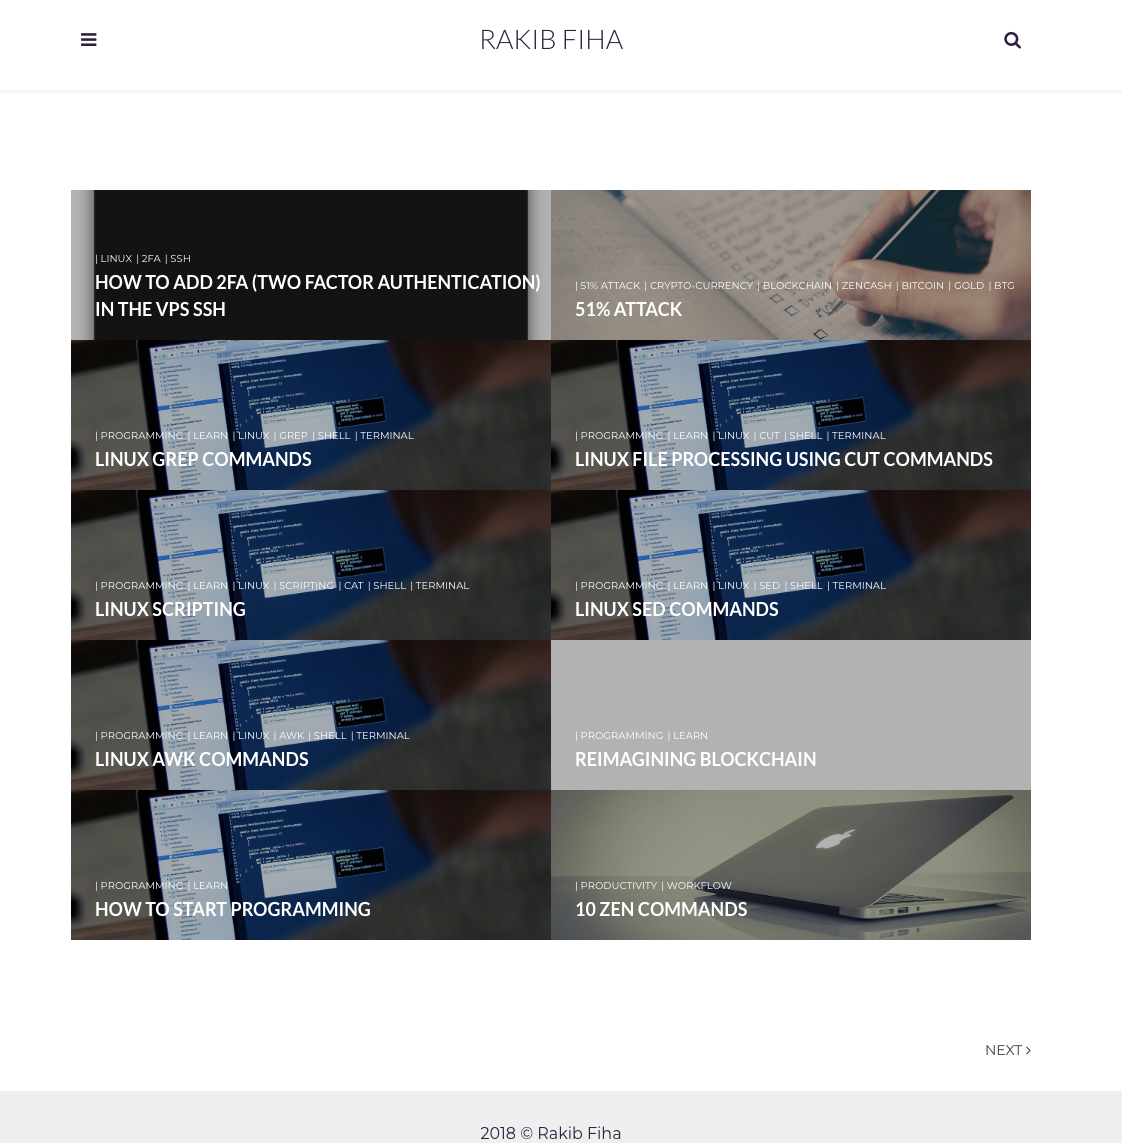 RAKIB FIHA
| LINUX | 2FA | SSH
HOW TO ADD 2FA (TWO FACTOR AUTHENTICATION)
IN THE VPS SSH
| 51% ATTACK | CRYPTO-CURRENCY | BLOCKCHAIN | ZENCASH | BITCOIN | GOLD | BTG
51% ATTACK
| PROGRAMMING | LEARN | LINUX | GREP | SHELL | TERMINAL
LINUX GREP COMMANDS
| PROGRAMMING | LEARN | LINUX | CUT | SHELL | TERMINAL
LINUX FILE PROCESSING USING CUT COMMANDS
| PROGRAMMING | LEARN | LINUX | SCRIPTING | CAT | SHELL | TERMINAL
LINUX SCRIPTING
| PROGRAMMING | LEARN | LINUX | SED | SHELL | TERMINAL
LINUX SED COMMANDS
| PROGRAMMING | LEARN | LINUX | AWK | SHELL | TERMINAL
LINUX AWK COMMANDS
| PROGRAMMING | LEARN
REIMAGINING BLOCKCHAIN
| PROGRAMMING | LEARN
HOW TO START PROGRAMMING
| PRODUCTIVITY | WORKFLOW
10 ZEN COMMANDS
NEXT >
2018 © Rakib Fiha